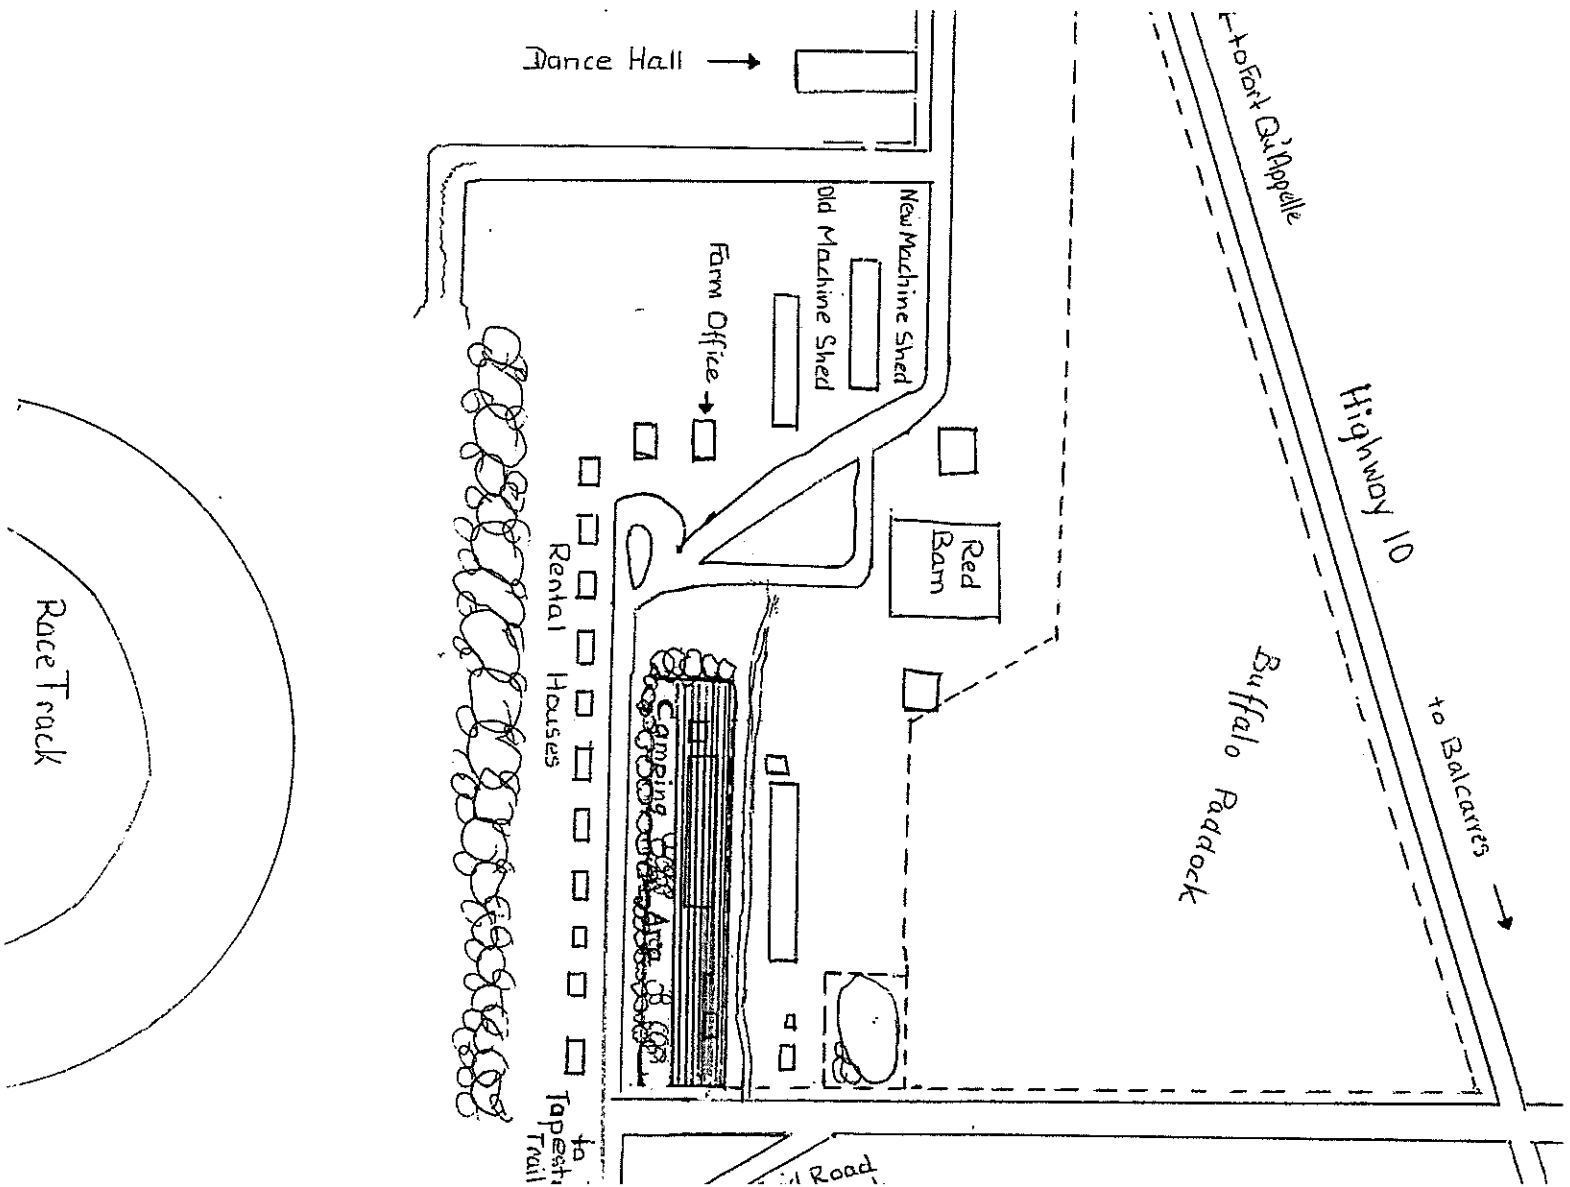 Dance Hall
to Fort Qu'Appelle
New Machine Shed
Old Machine Shed
Farm Office
Highway 10
Red
Barn
Rental Houses
Race Track
Camping Area
Buffalo Paddock
to Balcarres
to
Trail
Road